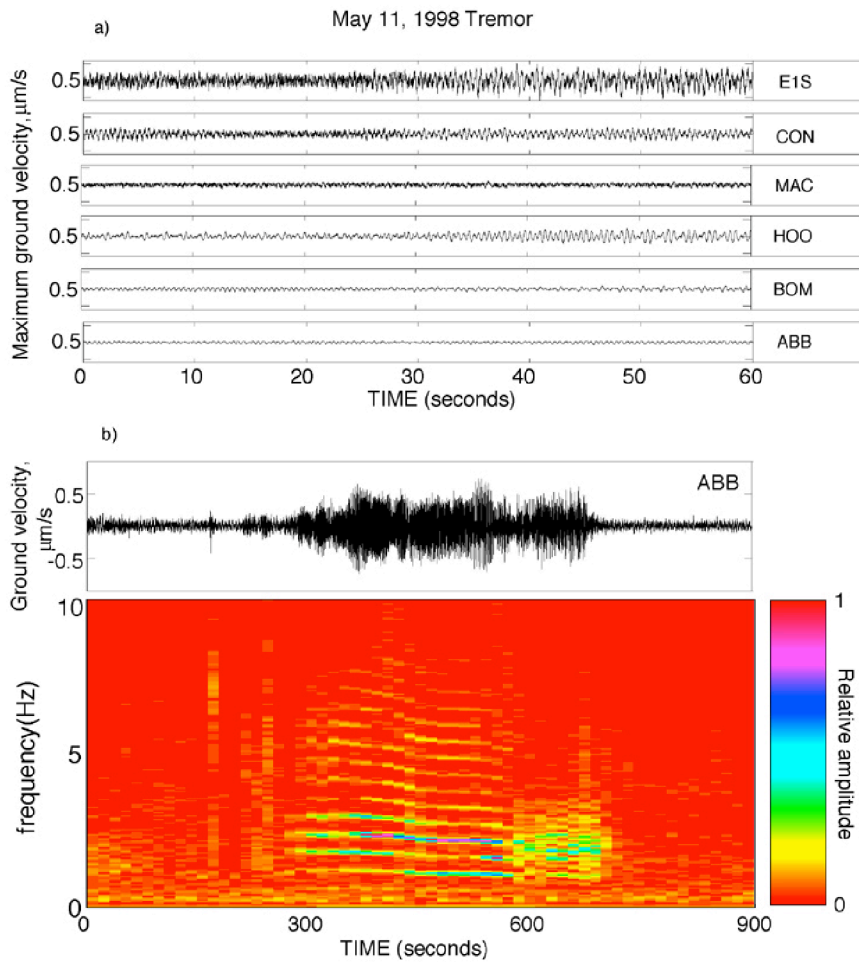 May 11, 1998 Tremor
a)
Maximum ground velocity, μm/s
0.5
E1S
0.5
CON
0.5
MAC
0.5
HOO
0.5
BOM
0.5
ABB
0 10 20 30 40 50 60
TIME (seconds)
b)
Ground velocity,
μm/s
0.5
-0.5
ABB
frequency(Hz)
10
5
0
0 300 600 900
TIME (seconds)
1
0
Relative amplitude